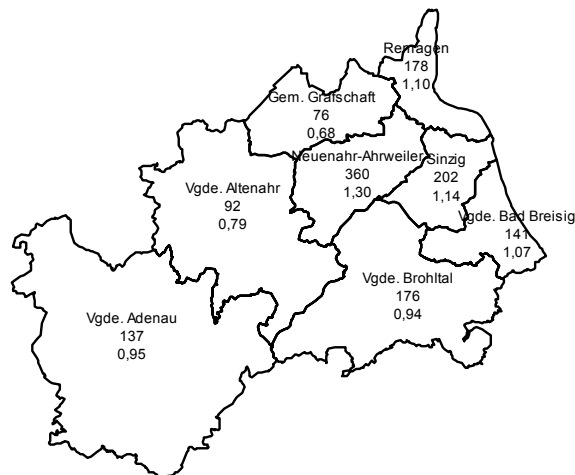 Remagen
178
1,10
Gem. Grafschaft
76
0,68
Neuenahr-Ahrweiler
360
1,30
Sinzig
202
1,14
Vgde. Altenahr
92
0,79
Vgde. Bad Breisig
141
1,07
Vgde. Brohltal
176
0,94
Vgde. Adenau
137
0,95